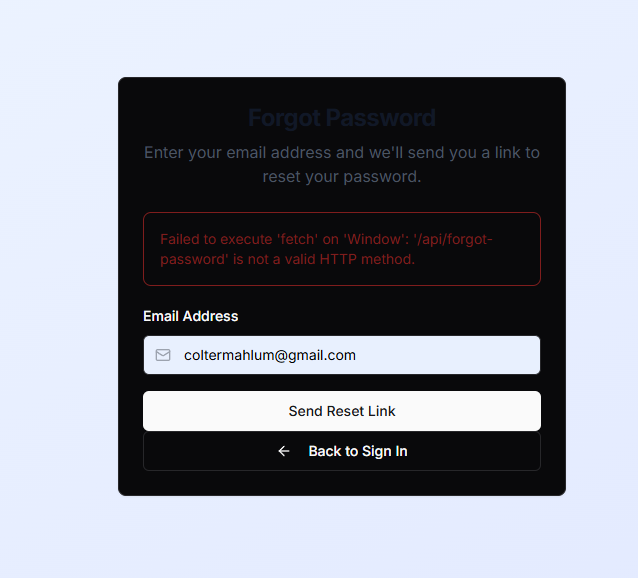 Forgot Password
Enter your email address and we'll send you a link to
reset your password.
Failed to execute 'fetch' on 'Window': '/api/forgot-
password' is not a valid HTTP method.
Email Address
coltermahlum@gmail.com
Send Reset Link
Back to Sign In